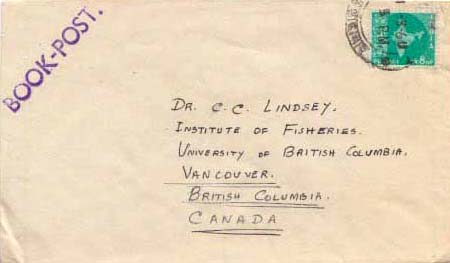 BOOK-POST.
DR. C.C. LINDSEY.
INSTITUTE OF FISHERIES.
UNIVERSITY OF BRITISH COLUMBIA.
VANCOUVER.
BRITISH COLUMBIA.
CANADA